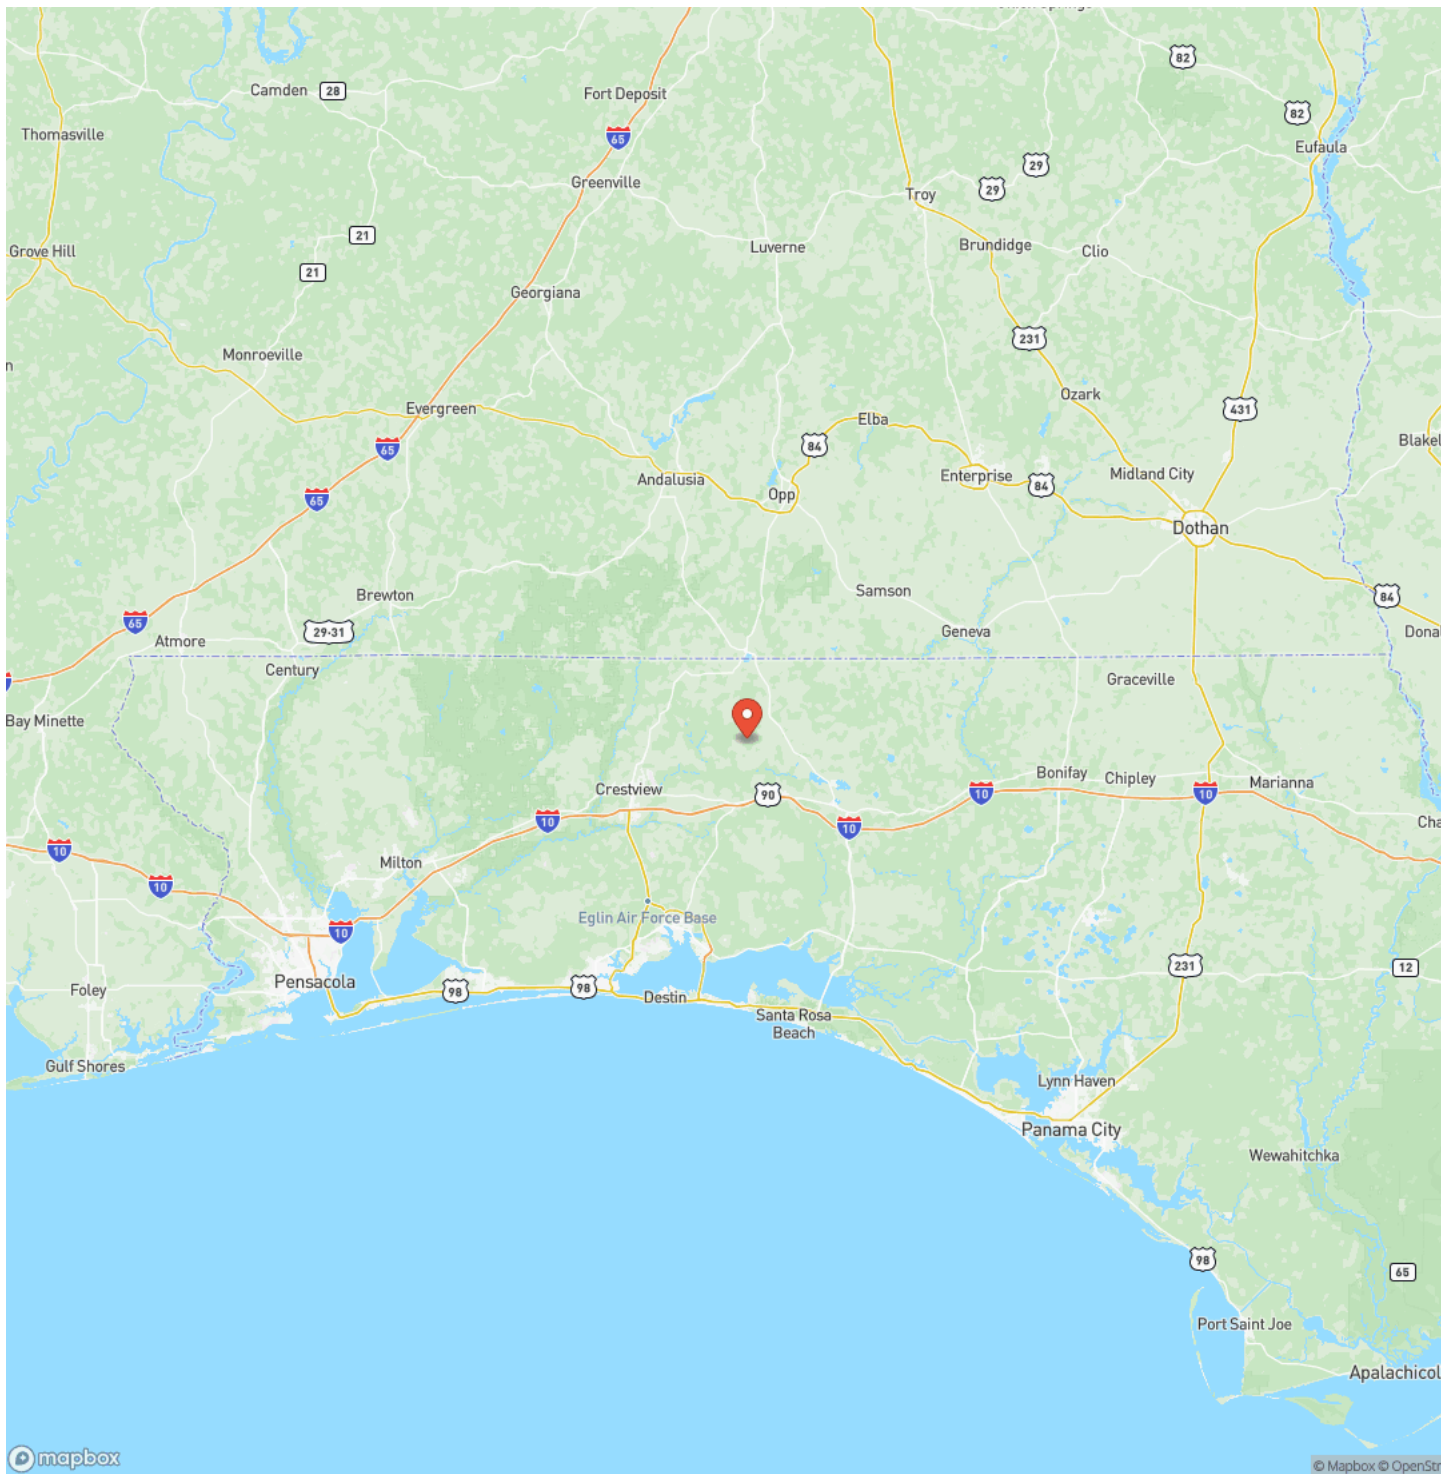 Camden
28
Fort Deposit
82
82
Thomasville
65
Eufaula
29
29
Greenville
Troy
21
Luverne
Brundidge
Clio
Grove Hill
21
Georgiana
231
Monroeville
Ozark
Evergreen
Elba
431
65
84
Blakel
Andalusia
Opp
Enterprise
84
Midland City
65
Dothan
Brewton
Samson
84
65
Atmore
29-31
Geneva
Dona
Century
Graceville
Bay Minette
Crestview
90
10
Bonifay
Chipley
10
Marianna
10
10
Cha
10
Milton
10
Eglin Air Force Base
10
Pensacola
231
12
Foley
98
98
Destin
Santa Rosa
Beach
Gulf Shores
Lynn Haven
Panama City
Wewahitchka
98
65
Port Saint Joe
Apalachicol
mapbox
© Mapbox © OpenStr